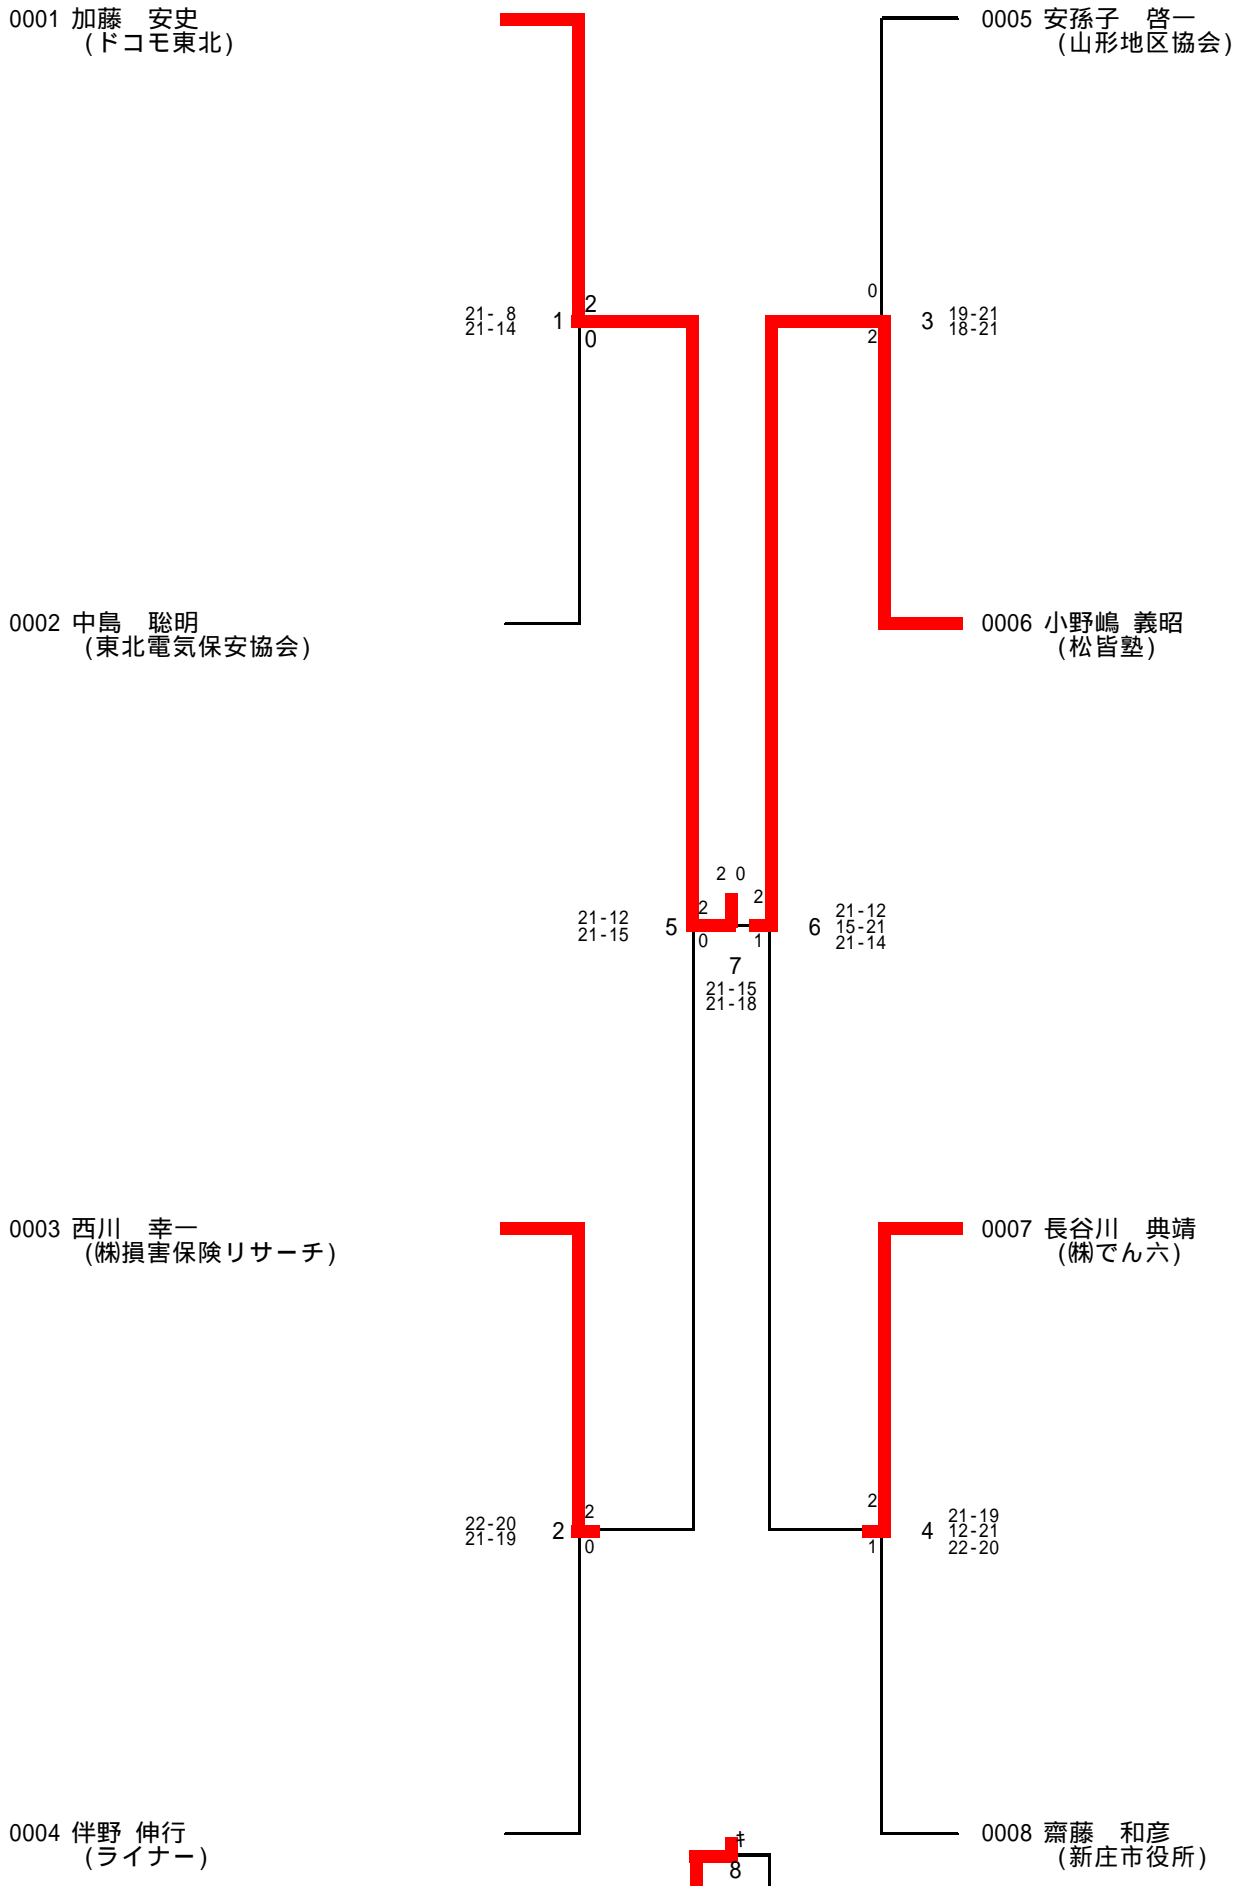 0001 加藤　安史
(ドコモ東北)
0005 安孫子　啓一
(山形地区協会)
21- 8
21-14
1
2
0
0
2
3
19-21
18-21
0002 中島　聡明
(東北電気保安協会)
0006 小野嶋 義昭
(松皆塾)
2 0
21-12
21-15
5
2
0
2
1
6
21-12
15-21
21-14
7
21-15
21-18
0003 西川　幸一
(㈱損害保険リサーチ)
0007 長谷川　典靖
(㈱でん六)
22-20
21-19
2
2
0
2
1
4
21-19
12-21
22-20
0004 伴野 伸行
(ライナー)
0008 齋藤　和彦
(新庄市役所)
ｷ
8